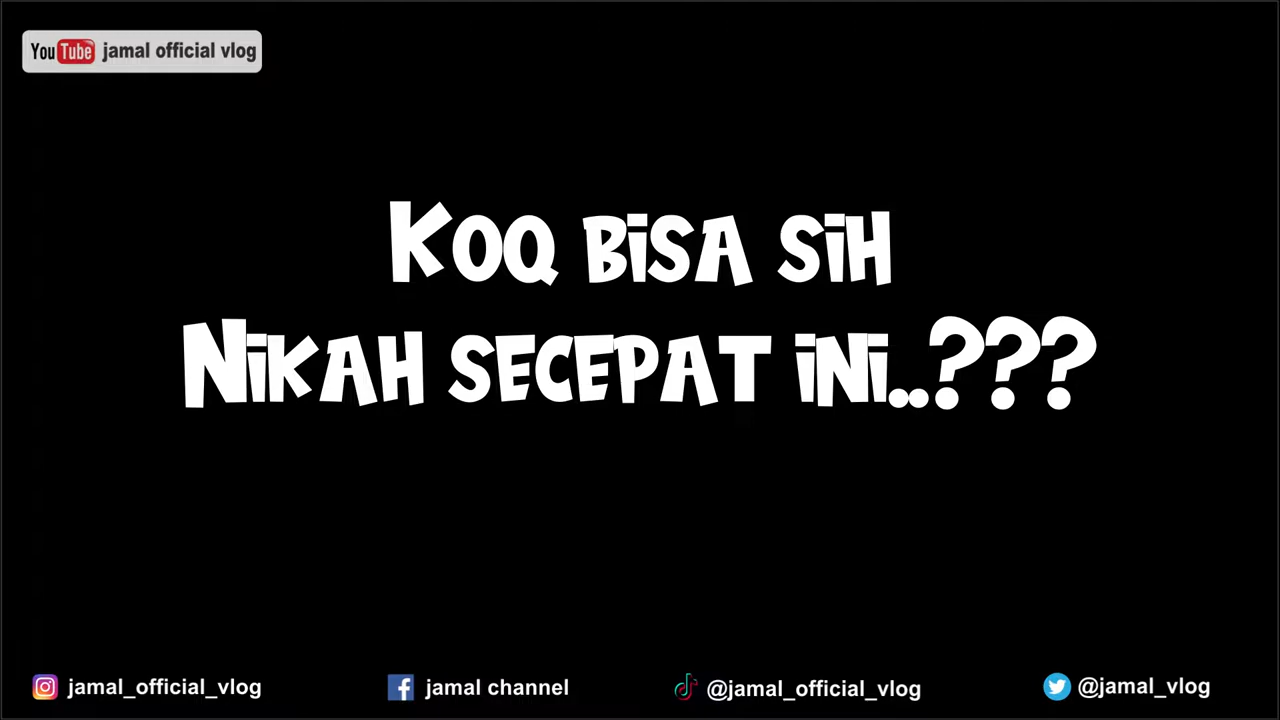 YouTube jamal official vlog
Koq bisa sih
Nikah secepat ini..???
jamal_official_vlog
jamal channel
@jamal_official_vlog
@jamal_vlog